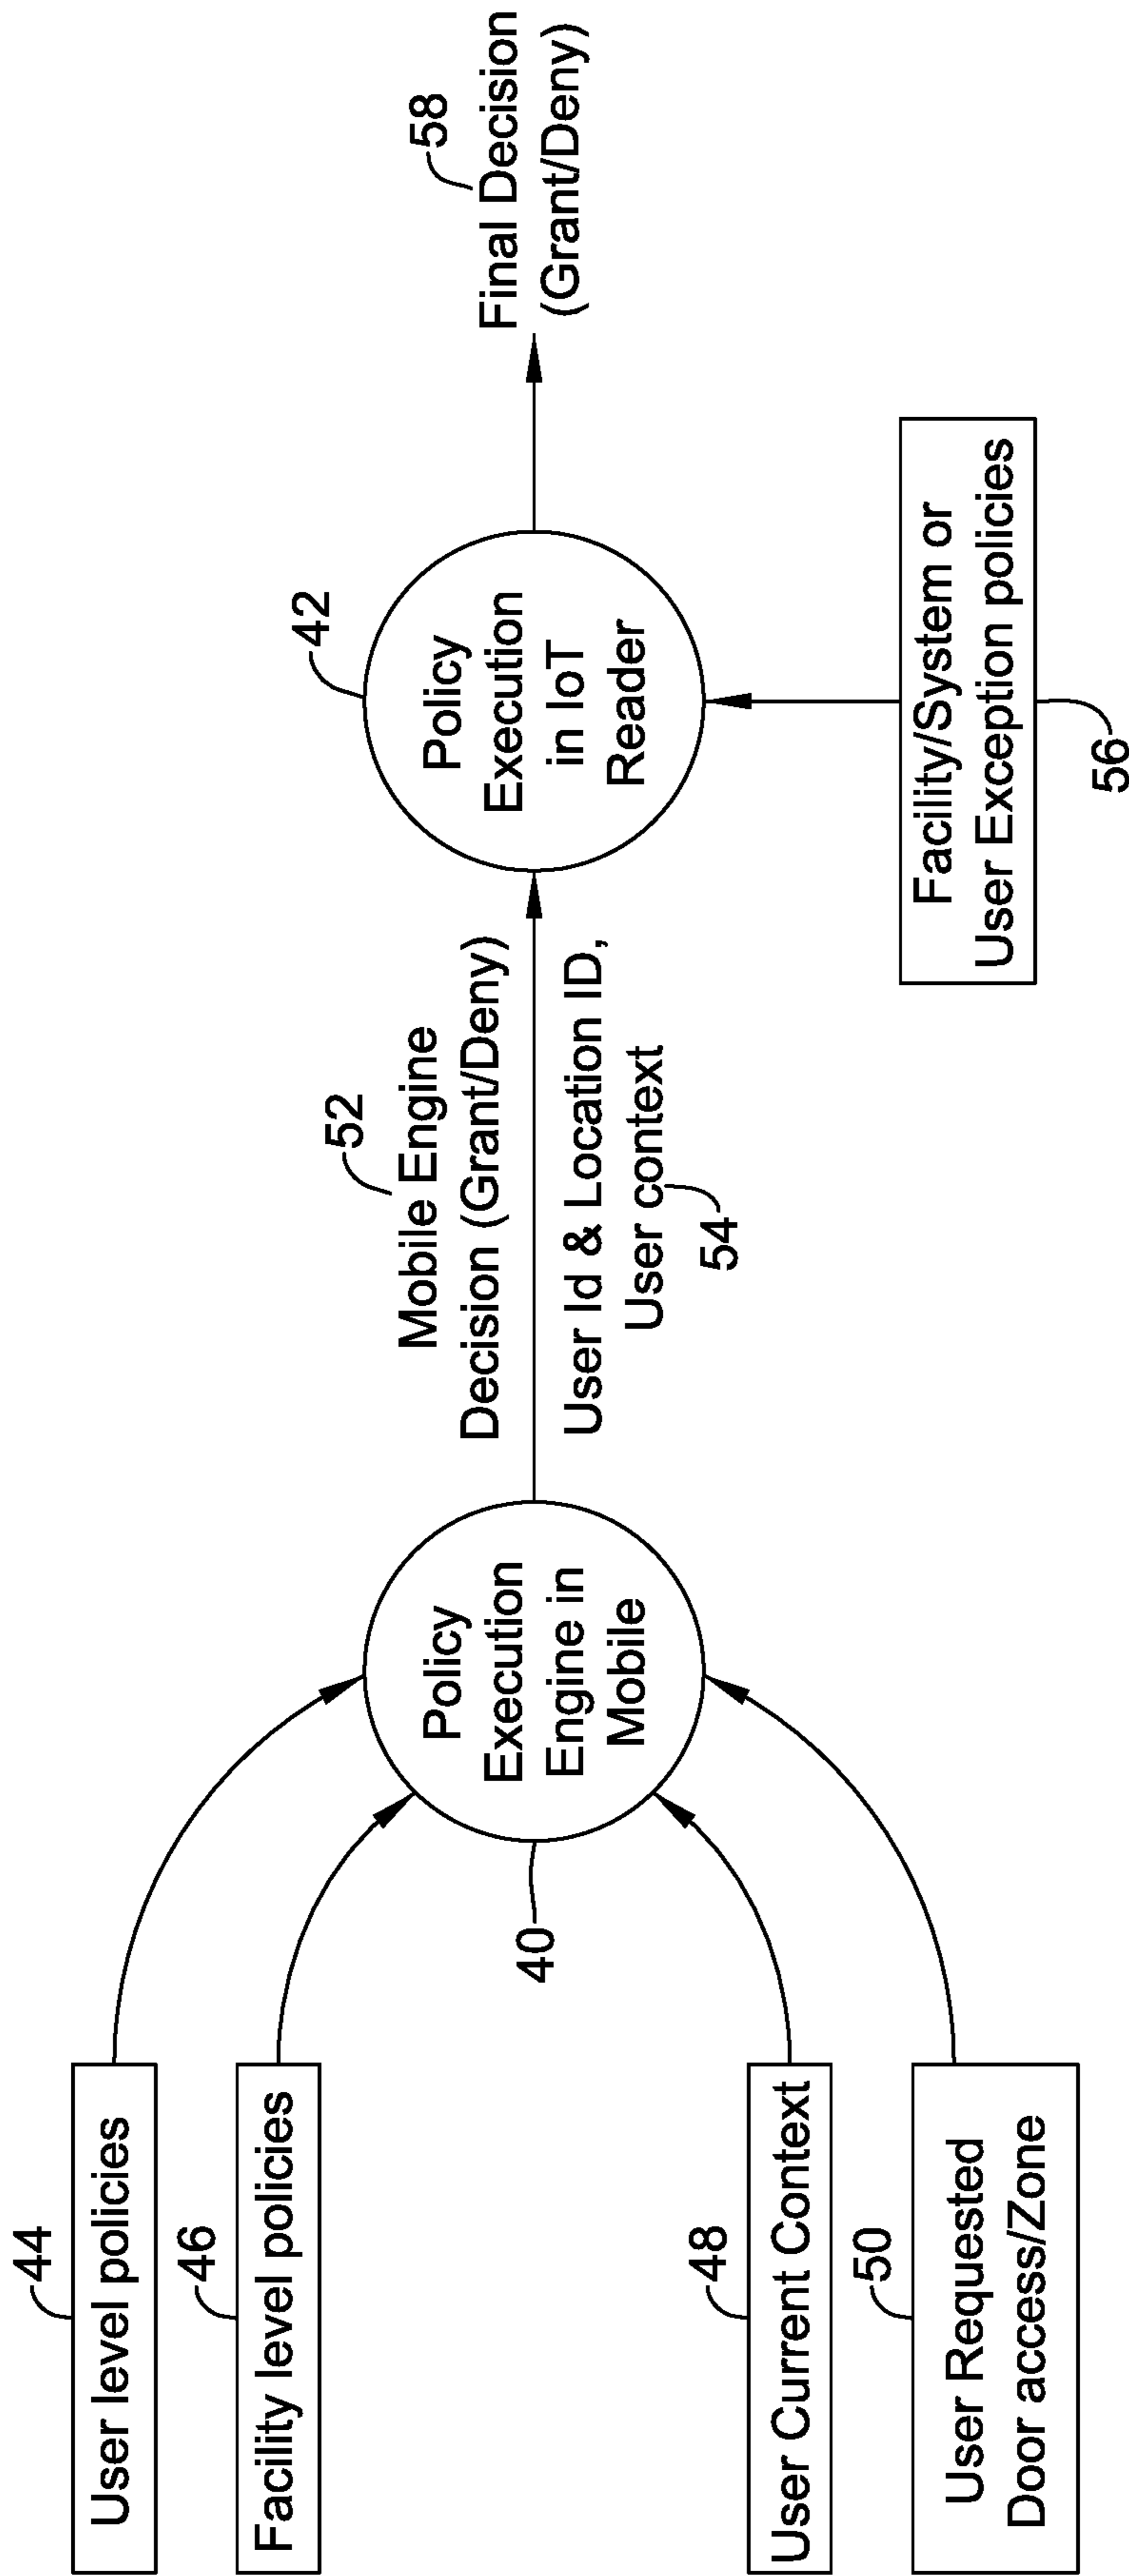 44
User level policies
46
Facility level policies
48
User Current Context
50
User Requested
Door access/Zone
Policy
Execution
Engine in
Mobile
40
52
Mobile Engine
Decision (Grant/Deny)
User Id & Location ID,
User context
54
42
Policy
Execution
in IoT
Reader
Facility/System or
User Exception policies
56
58
Final Decision
(Grant/Deny)